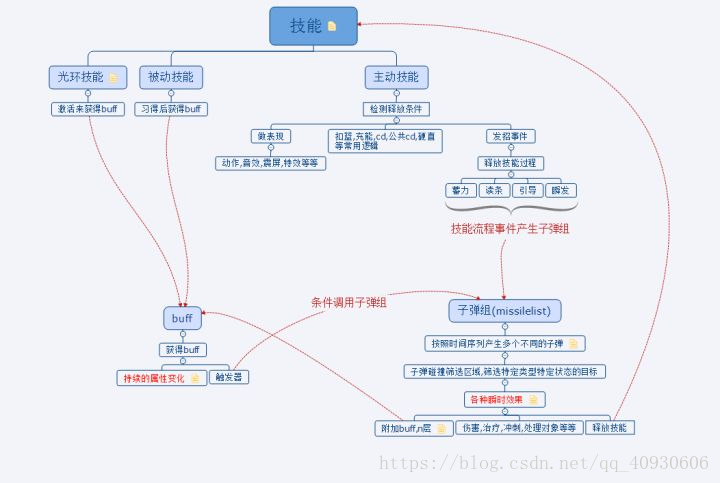 技能
光环技能
被动技能
主动技能
激活来获得buff
习得后获得buff
检测释放条件
做表现
扣蓝,充能,cd,公共cd,硬直
等常用逻辑
发招事件
动作,音效,震屏,特效等等
释放技能过程
蓄力
读条
引导
瞬发
技能流程事件产生子弹组
条件调用子弹组
buff
子弹组(missilelist)
获得buff
按照时间序列产生多个不同的子弹
持续的属性变化
触发器
子弹碰撞筛选区域,筛选特定类型特定状态的目标
各种瞬时效果
附加buff,n层
伤害,治疗,冲刺,处理对象等等
释放技能
https://blog.csdn.net/qq_40930606